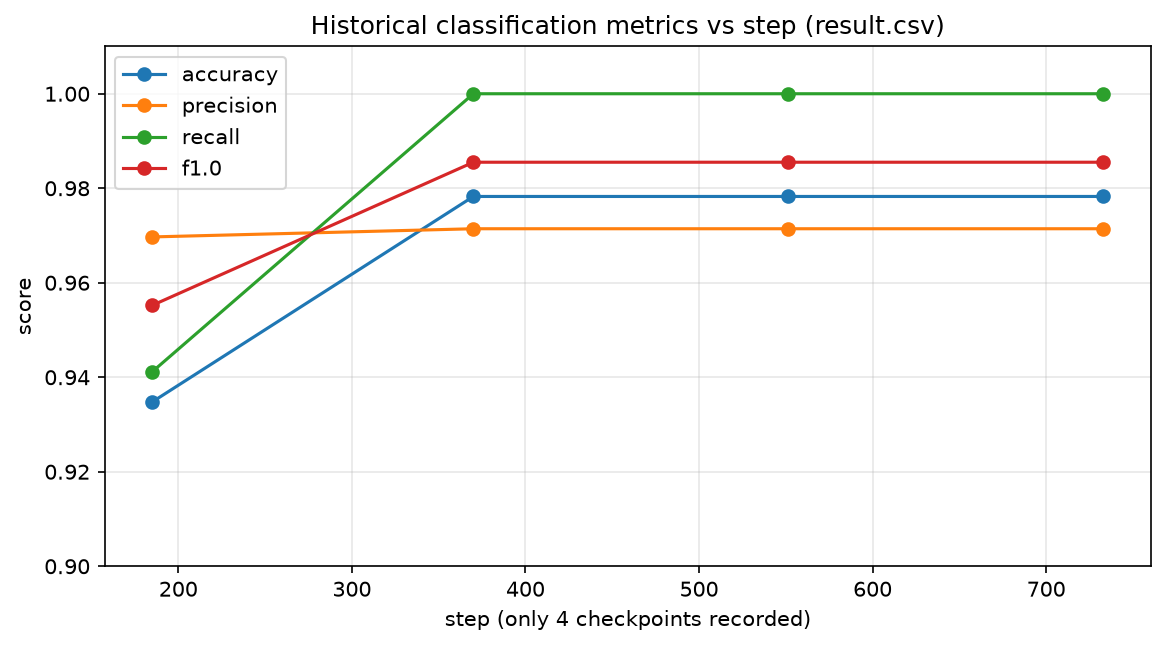 Historical classification metrics vs step (result.csv)
accuracy
precision
recall
f1.0
score
1.00
0.98
0.96
0.94
0.92
0.90
200 300 400 500 600 700
step (only 4 checkpoints recorded)